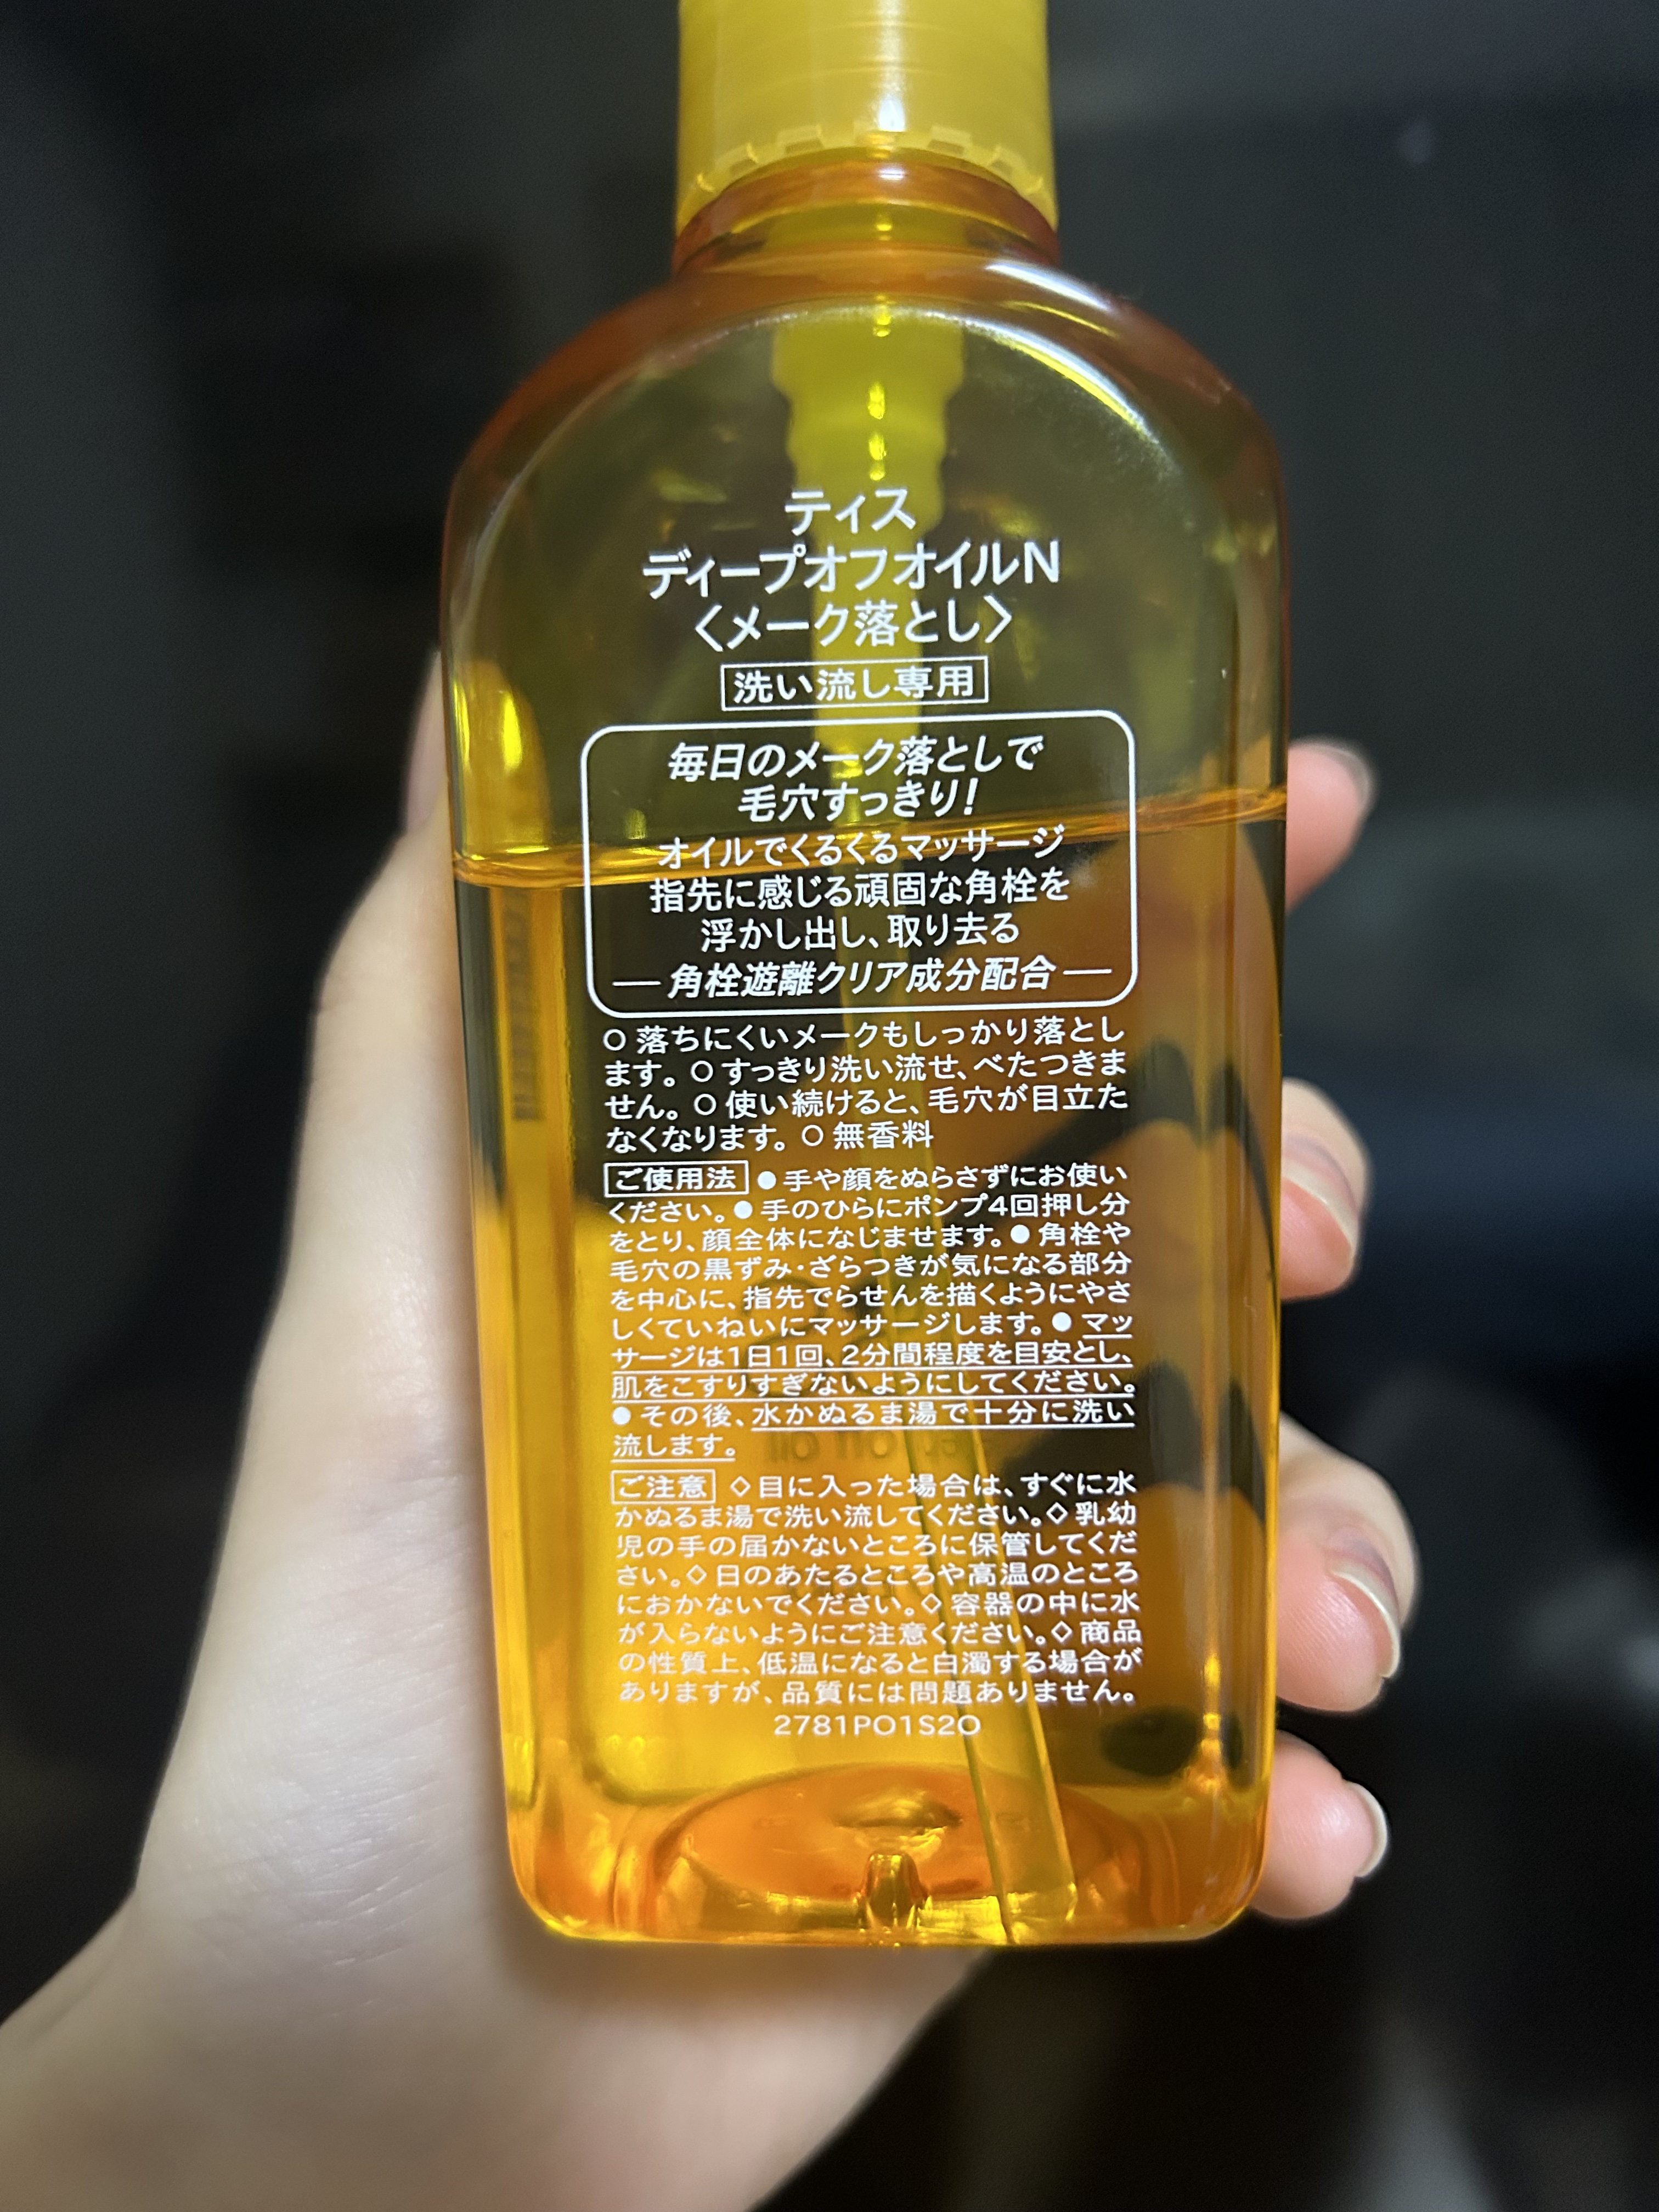 ティス
ディープオフオイルN
〈メーク落とし〉
洗い流し専用
毎日のメーク落としで
毛穴すっきり!
オイルでくるくるマッサージ
指先に感じる頑固な角栓を
浮かし出し、取り去る
― 角栓遊離クリア成分配合 ―
○ 落ちにくいメークもしっかり落とし
ます。○ すっきり洗い流せ、べたつきま
せん。○ 使い続けると、毛穴が目立た
なくなります。○ 無香料
ご使用法 ● 手や顔をぬらさずにお使い
ください。● 手のひらにポンプ4回押し分
をとり、顔全体になじませます。● 角栓や
毛穴の黒ずみ・ざらつきが気になる部分
を中心に、指先でらせんを描くようにやさ
しくていねいにマッサージします。● マッ
サージは1日1回、2分間程度を目安とし、
肌をこすりすぎないようにしてください。
● その後、水かぬるま湯で十分に洗い
流します。
ご注意 ◇目に入った場合は、すぐに水
かぬるま湯で洗い流してください。◇乳幼
児の手の届かないところに保管してくだ
さい。◇日のあたるところや高温のところ
におかないでください。◇容器の中に水
が入らないようにご注意ください。◇商品
の性質上、低温になると白濁する場合が
ありますが、品質には問題ありません。
2781PO1S2O